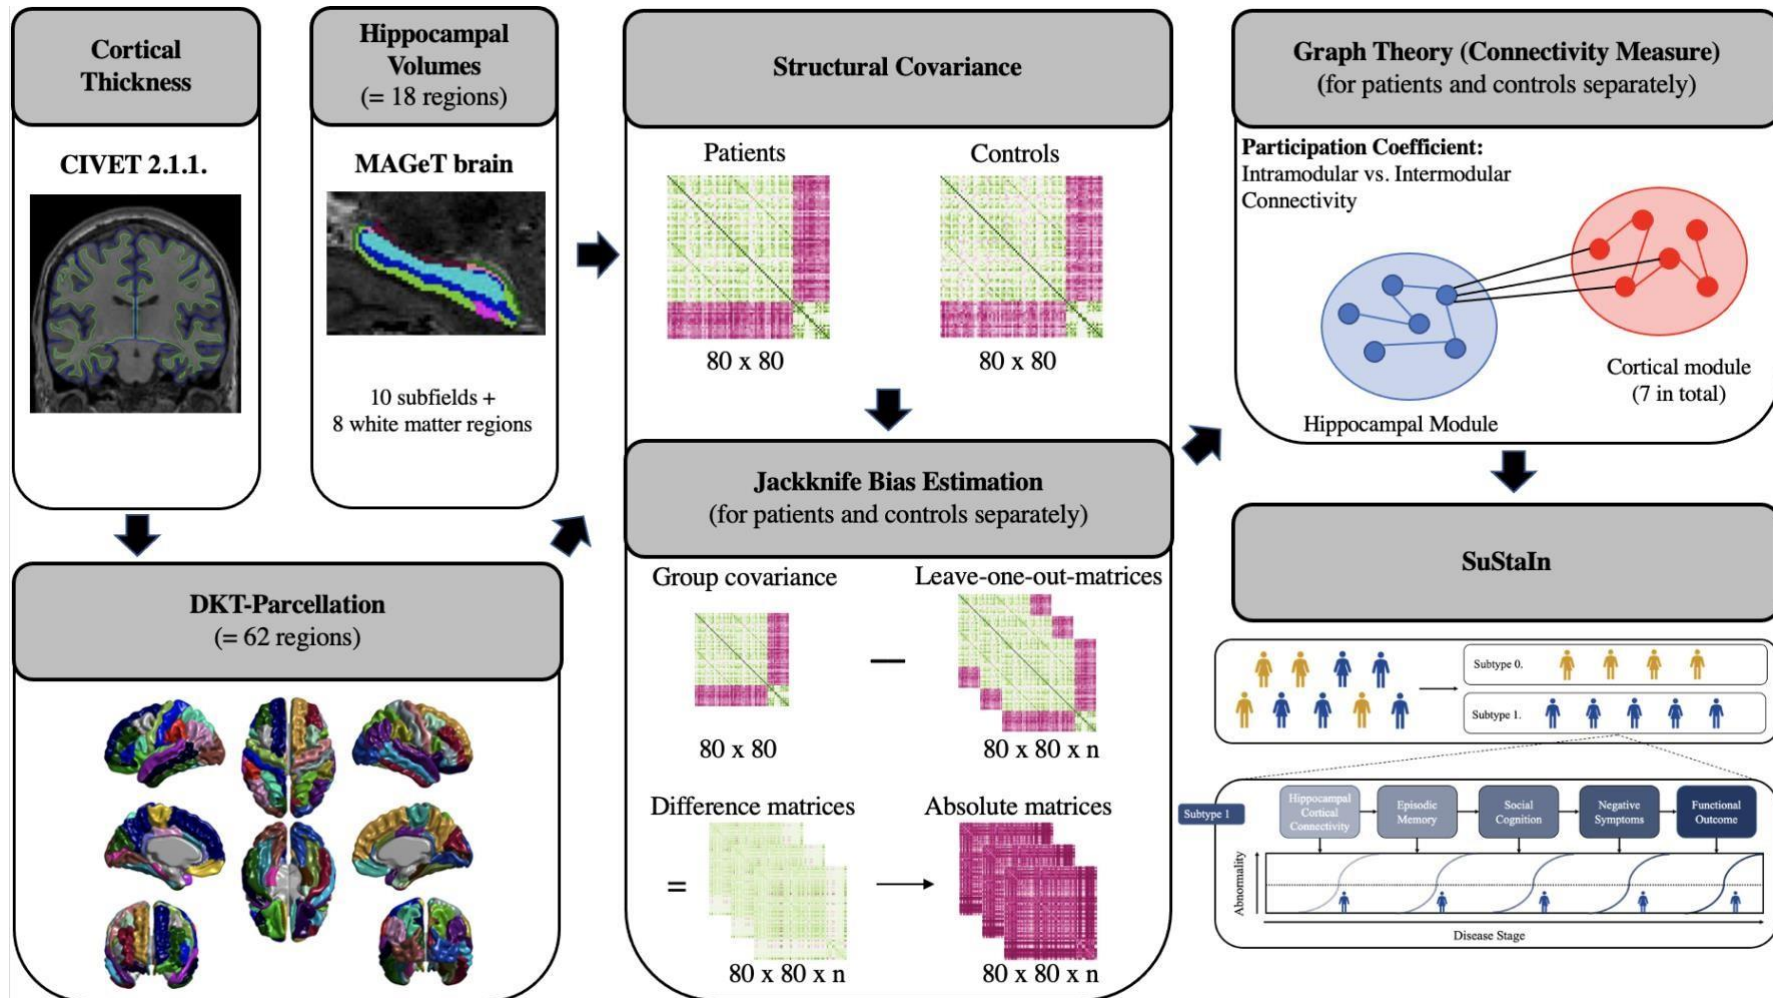 Cortical
Thickness
CIVET 2.1.1.
Hippocampal
Volumes
(= 18 regions)
MAGeT brain
10 subfields +
8 white matter regions
DKT-Parcellation
(= 62 regions)
Structural Covariance
Patients
Controls
80 x 80
80 x 80
Jackknife Bias Estimation
(for patients and controls separately)
Group covariance
Leave-one-out-matrices
80 x 80
80 x 80 x n
Difference matrices
Absolute matrices
=
80 x 80 x n
80 x 80 x n
Graph Theory (Connectivity Measure)
(for patients and controls separately)
Participation Coefficient:
Intramodular vs. Intermodular
Connectivity
Cortical module
(7 in total)
Hippocampal Module
SuStaIn
Subtype 0.
Subtype 1.
Subtype 1
Hippocampal
Cortical
Connectivity
Episodic
Memory
Social
Cognition
Negative
Symptoms
Functional
Outcome
Abnormality
Disease Stage